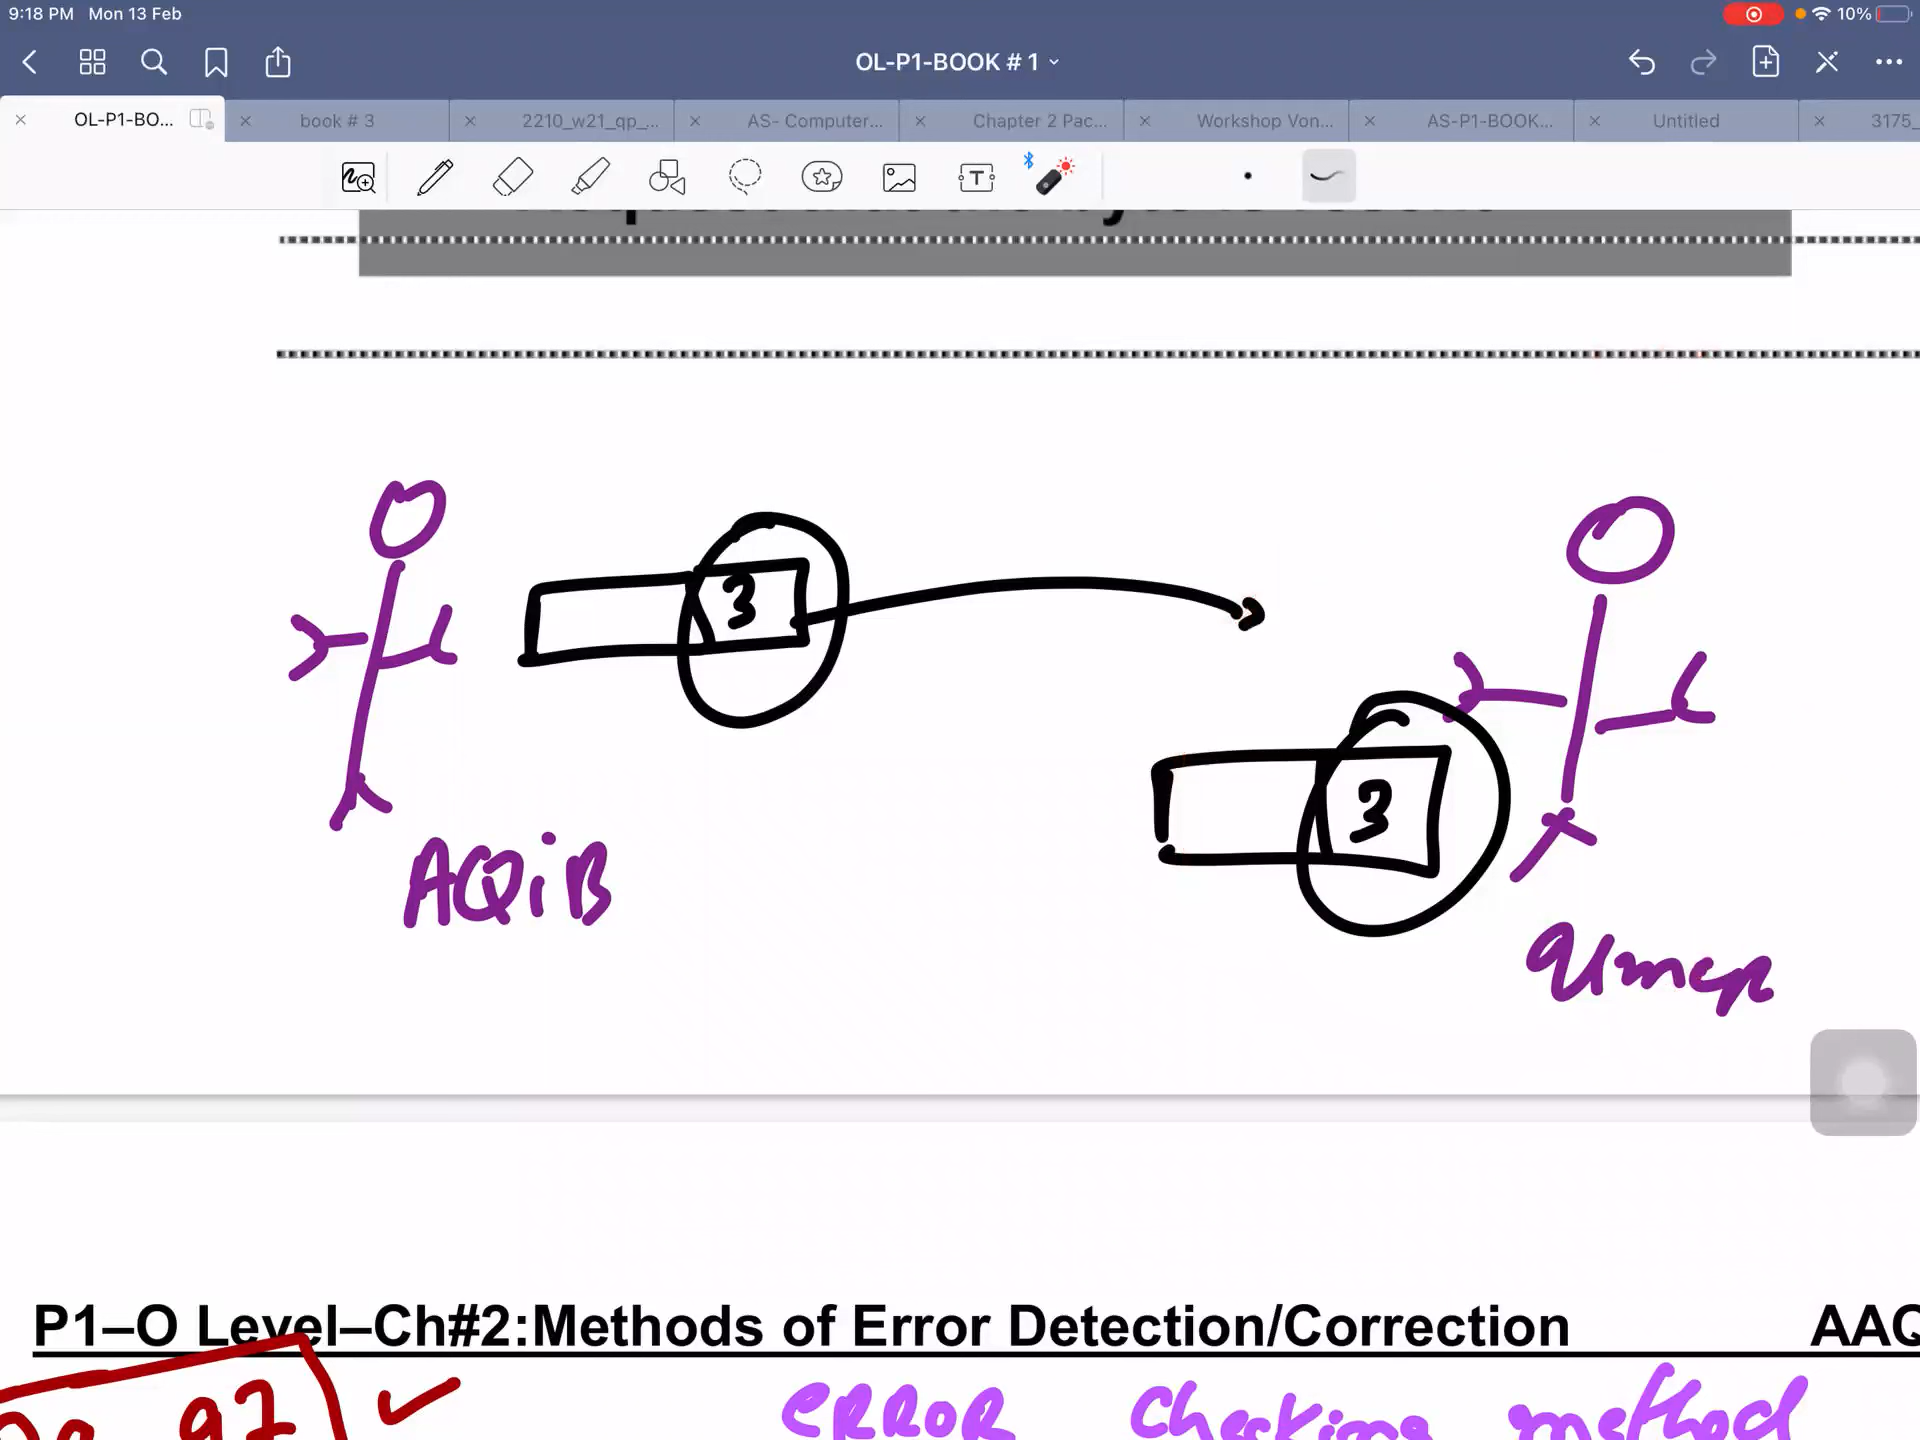 9:18 PM Mon 13 Feb
10%
OL-P1-BOOK # 1
OL-P1-BO...
book # 3
2210_w21_qp_...
AS- Computer...
Chapter 2 Pac...
Workshop Von...
AS-P1-BOOK...
Untitled
3175_
T
3
3
AQiB
P1–O Level–Ch#2:Methods of Error Detection/Correction
AAQ
97
ERROR Checking method